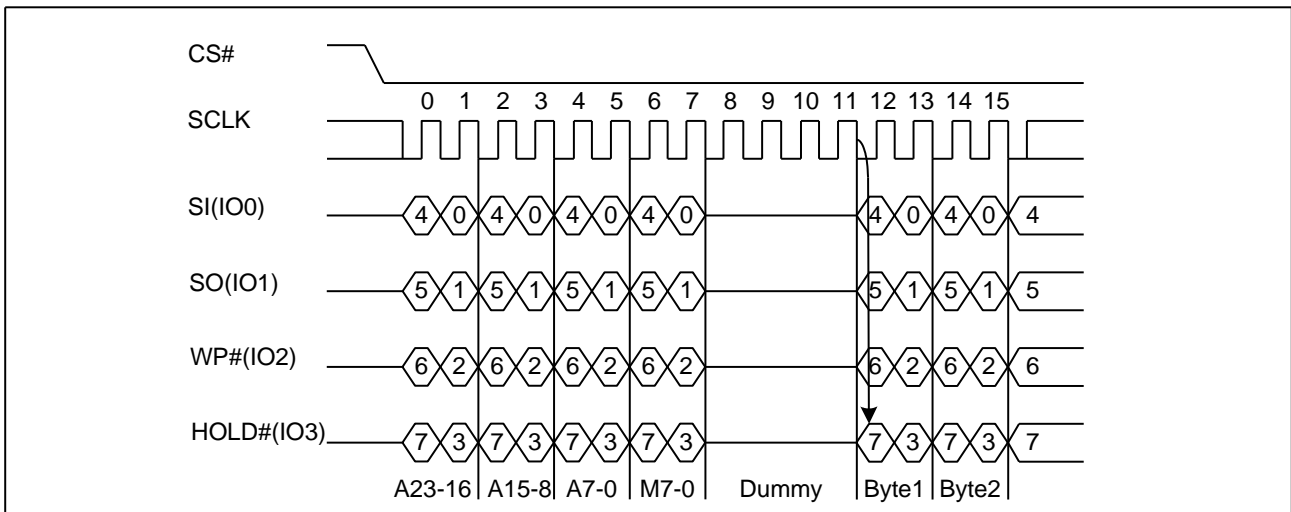 CS#
0 1 2 3 4 5 6 7 8 9 10 11 12 13 14 15
SCLK
SI(IO0) 4 0 4 0 4 0 4 0 4 0 4 0 4
SO(IO1) 5 1 5 1 5 1 5 1 5 1 5 1 5
WP#(IO2) 6 2 6 2 6 2 6 2 6 2 6 2 6
HOLD#(IO3) 7 3 7 3 7 3 7 3 7 3 7 3 7
A23-16 A15-8 A7-0 M7-0 Dummy Byte1 Byte2